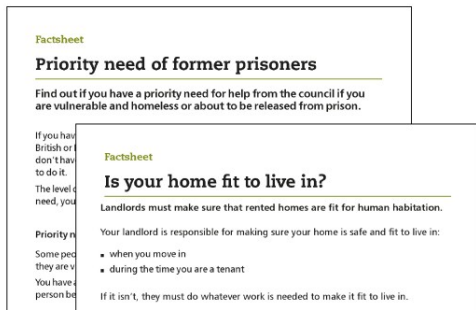 Factsheet
Priority need of former prisoners
Find out if you have a priority need for help from the council if you
are vulnerable and homeless or about to be released from prison.
If you hav
British or
don't hav
to do it.
The level
need, you
Priority n
Some peo
they are v
You have
person be
Factsheet
Is your home fit to live in?
Landlords must make sure that rented homes are fit for human habitation.
Your landlord is responsible for making sure your home is safe and fit to live in:
▪ when you move in
▪ during the time you are a tenant
If it isn't, they must do whatever work is needed to make it fit to live in.